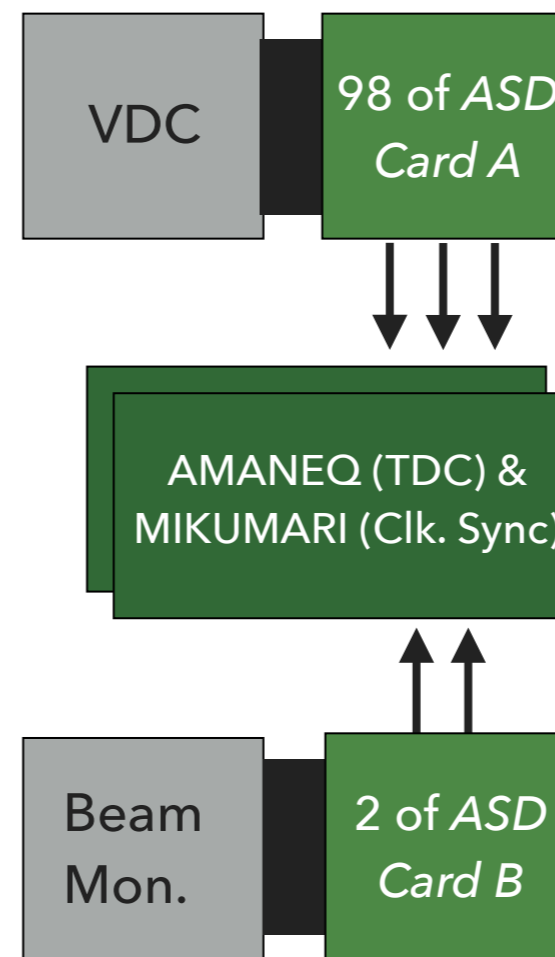 VDC
98 of ASD
Card A
AMANEQ (TDC) &
MIKUMARI (Clk. Sync)
Beam
Mon.
2 of ASD
Card B